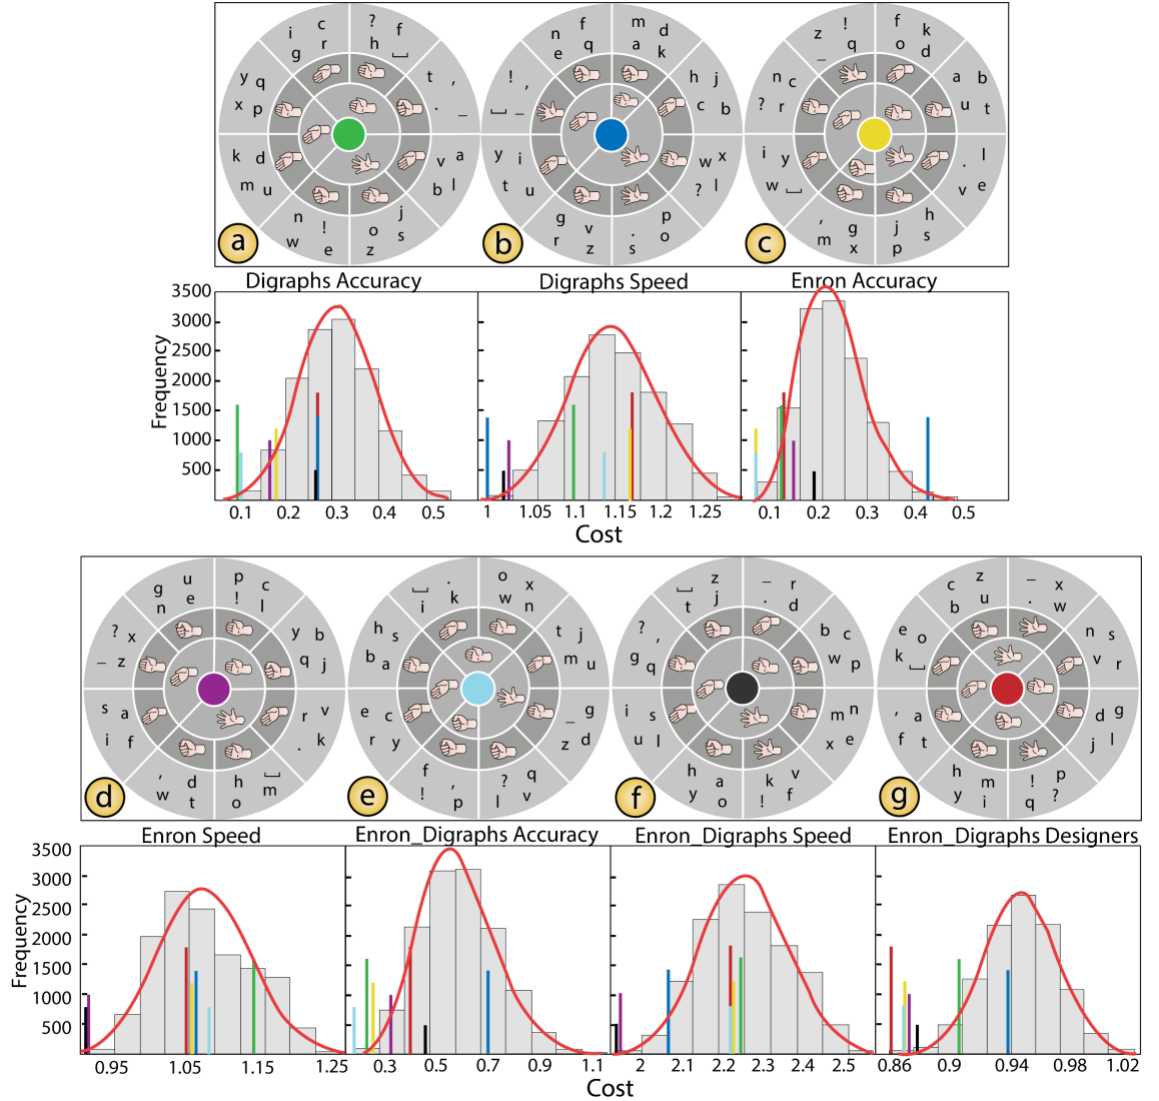 i c ? f
g r h ⎵
y q t ,
x p . _
k d v a
m u b l
n ! o j
w e z s
a
n f m d
e q a k
! , h j
⎵ _ c b
y i w x
t u ? l
g v . p
r z s o
b
z ! f k
_ q o d
n c a b
? r u t
i y . l
w ⎵ v e
, g j h
m x p s
c
Digraphs Accuracy
Digraphs Speed
Enron Accuracy
Frequency
3500
3000
2500
2000
1500
1000
500
0.1 0.2 0.3 0.4 0.5
1 1.05 1.1 1.15 1.2 1.25
0.1 0.2 0.3 0.4 0.5
Cost
g u p c
n e ! l
? x y b
_ z q j
s a r v
i f . k
, d h ⎵
w t o m
d
⎵ . o x
i k w n
h s t j
b a m u
e c _ g
r y z d
f , ? q
! p l v
e
⎵ z _ r
t j . d
? , b c
g q w p
i s m n
u l x e
h a k v
y o ! f
f
c z _ x
b u . w
e o n s
k ⎵ v r
, a d g
f t j l
h m ! p
y i q ?
g
Enron Speed
Enron_Digraphs Accuracy
Enron_Digraphs Speed
Enron_Digraphs Designers
Frequency
3500
3000
2500
2000
1500
1000
500
0.95 1.05 1.15 1.25
0.3 0.5 0.7 0.9 1.1
2 2.1 2.2 2.3 2.4 2.5
0.86 0.9 0.94 0.98 1.02
Cost